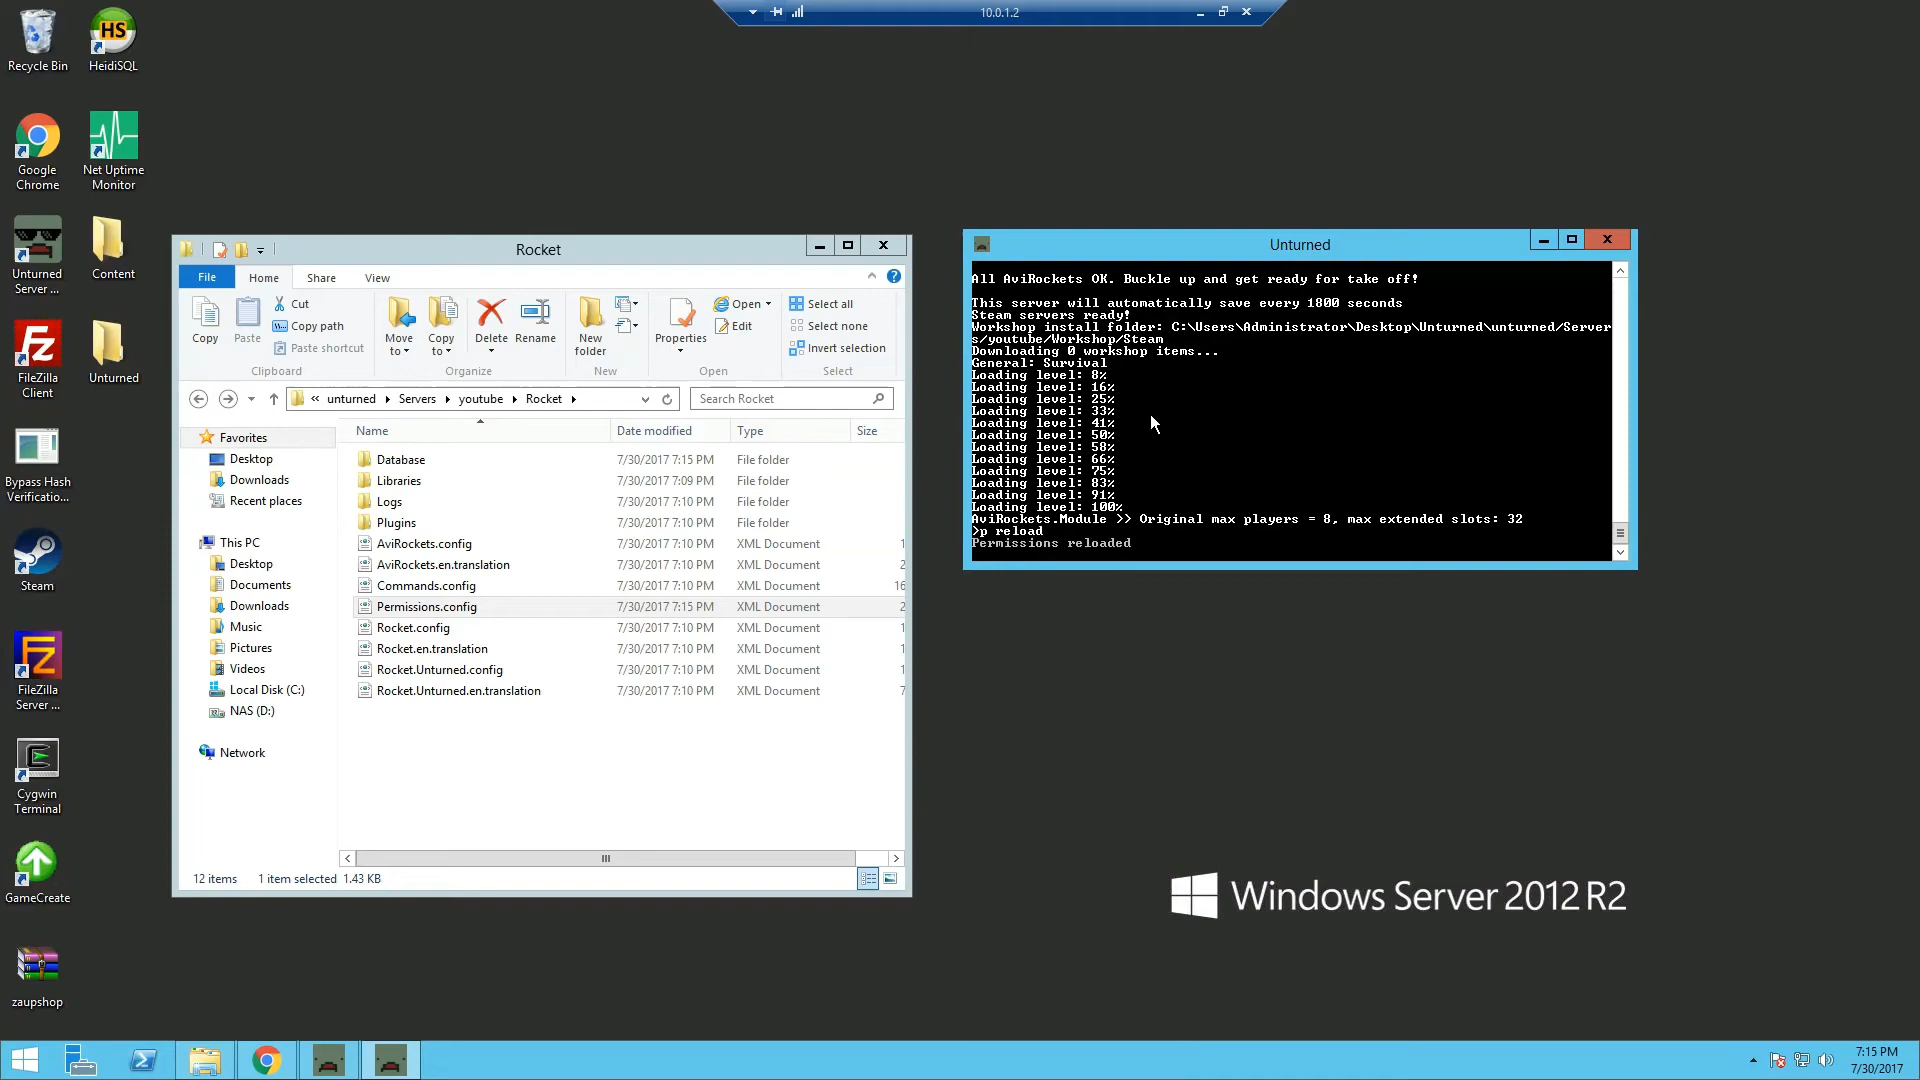 10.0.1.2
Recycle Bin
HeidiSQL
HS
Google Chrome
Net Uptime Monitor
Unturned Server ...
Content
FileZilla Client
Unturned
Bypass Hash Verificatio...
Steam
FileZilla Server ...
Cygwin Terminal
GameCreate
zaupshop
Rocket
File
Home
Share
View
Copy
Paste
Cut
Copy path
Paste shortcut
Clipboard
Move to
Copy to
Delete
Rename
Organize
New folder
New
Properties
Open
Edit
Open
Select all
Select none
Invert selection
Select
« unturned Servers youtube Rocket
Search Rocket
Favorites
Desktop
Downloads
Recent places
This PC
Desktop
Documents
Downloads
Music
Pictures
Videos
Local Disk (C:)
NAS (D:)
Network
Name Date modified Type Size
Database 7/30/2017 7:15 PM File folder
Libraries 7/30/2017 7:09 PM File folder
Logs 7/30/2017 7:10 PM File folder
Plugins 7/30/2017 7:10 PM File folder
AviRockets.config 7/30/2017 7:10 PM XML Document 1
AviRockets.en.translation 7/30/2017 7:10 PM XML Document 2
Commands.config 7/30/2017 7:10 PM XML Document 16
Permissions.config 7/30/2017 7:15 PM XML Document 2
Rocket.config 7/30/2017 7:10 PM XML Document 1
Rocket.en.translation 7/30/2017 7:10 PM XML Document 1
Rocket.Unturned.config 7/30/2017 7:10 PM XML Document 1
Rocket.Unturned.en.translation 7/30/2017 7:10 PM XML Document 7
12 items 1 item selected 1.43 KB
Unturned
All AviRockets OK. Buckle up and get ready for take off!
This server will automatically save every 1800 seconds
Steam servers ready!
Workshop install folder: C:\Users\Administrator\Desktop\Unturned\unturned/Server
s/youtube/Workshop/Steam
Downloading 0 workshop items...
General: Survival
Loading level: 8%
Loading level: 16%
Loading level: 25%
Loading level: 33%
Loading level: 41%
Loading level: 50%
Loading level: 58%
Loading level: 66%
Loading level: 75%
Loading level: 83%
Loading level: 91%
Loading level: 100%
AviRockets.Module >> Original max players = 8, max extended slots: 32
>p reload
Permissions reloaded
Windows Server 2012 R2
7:15 PM
7/30/2017